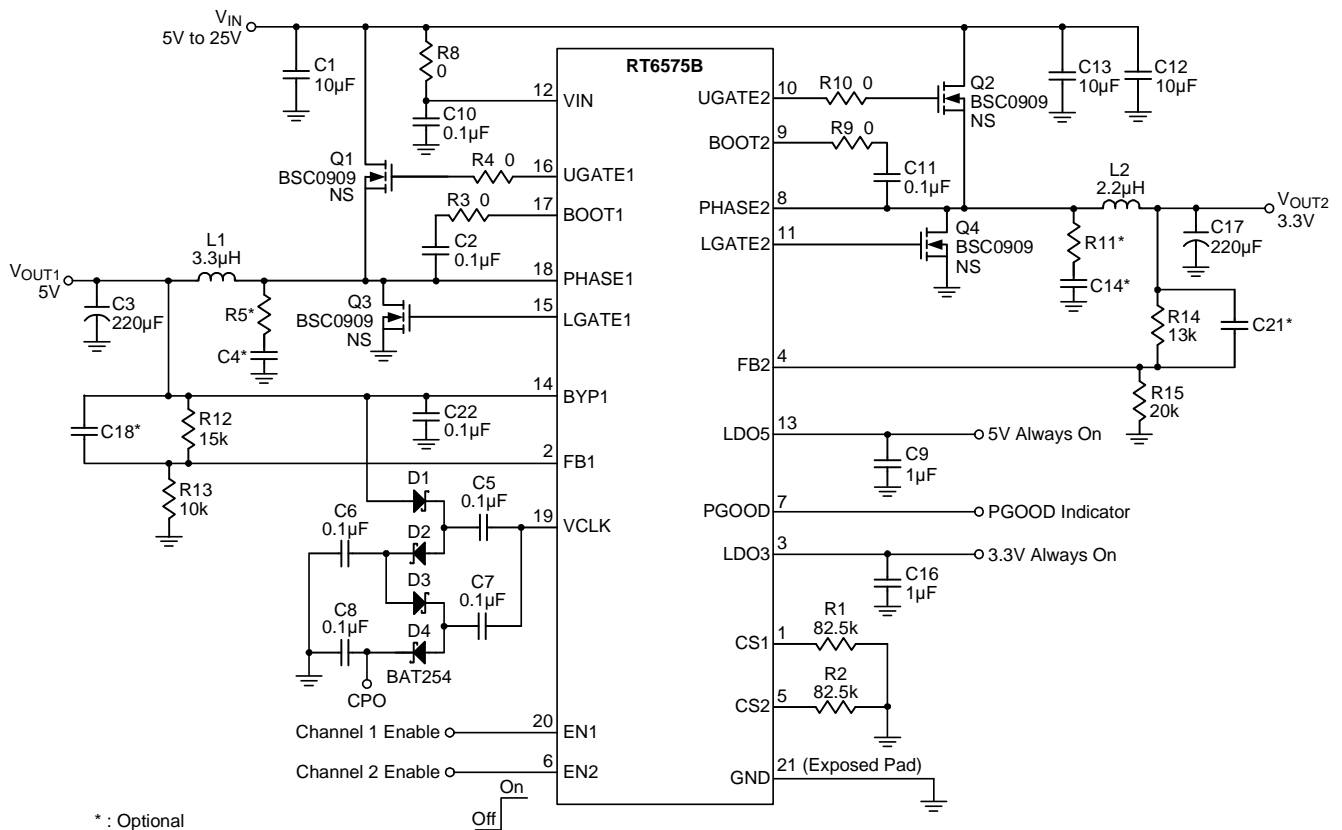 V_IN
5V to 25V
C1
10µF
R8
0
C10
0.1µF
12
VIN
RT6575B
UGATE2
10
R10 0
Q2
BSC0909
NS
C13
10µF
C12
10µF
BOOT2
9
R9 0
C11
0.1µF
Q1
BSC0909
NS
R4 0
16
UGATE1
R3 0
17
BOOT1
C2
0.1µF
PHASE2
8
L2
2.2µH
V_OUT2
3.3V
LGATE2
11
Q4
BSC0909
NS
R11*
C14*
C17
220µF
L1
3.3µH
V_OUT1
5V
C3
220µF
R5*
C4*
18
PHASE1
Q3
BSC0909
NS
15
LGATE1
R14
13k
C21*
FB2
4
R15
20k
14
BYP1
C22
0.1µF
C18*
R12
15k
2
FB1
R13
10k
LDO5
13
5V Always On
C9
1µF
D1
C5
0.1µF
19
VCLK
C6
0.1µF
D2
D3
C7
0.1µF
C8
0.1µF
D4
BAT254
CPO
PGOOD
7
PGOOD Indicator
LDO3
3
3.3V Always On
C16
1µF
CS1
1
R1
82.5k
CS2
5
R2
82.5k
Channel 1 Enable
20
EN1
Channel 2 Enable
6
EN2
GND
21 (Exposed Pad)
On
Off
* : Optional